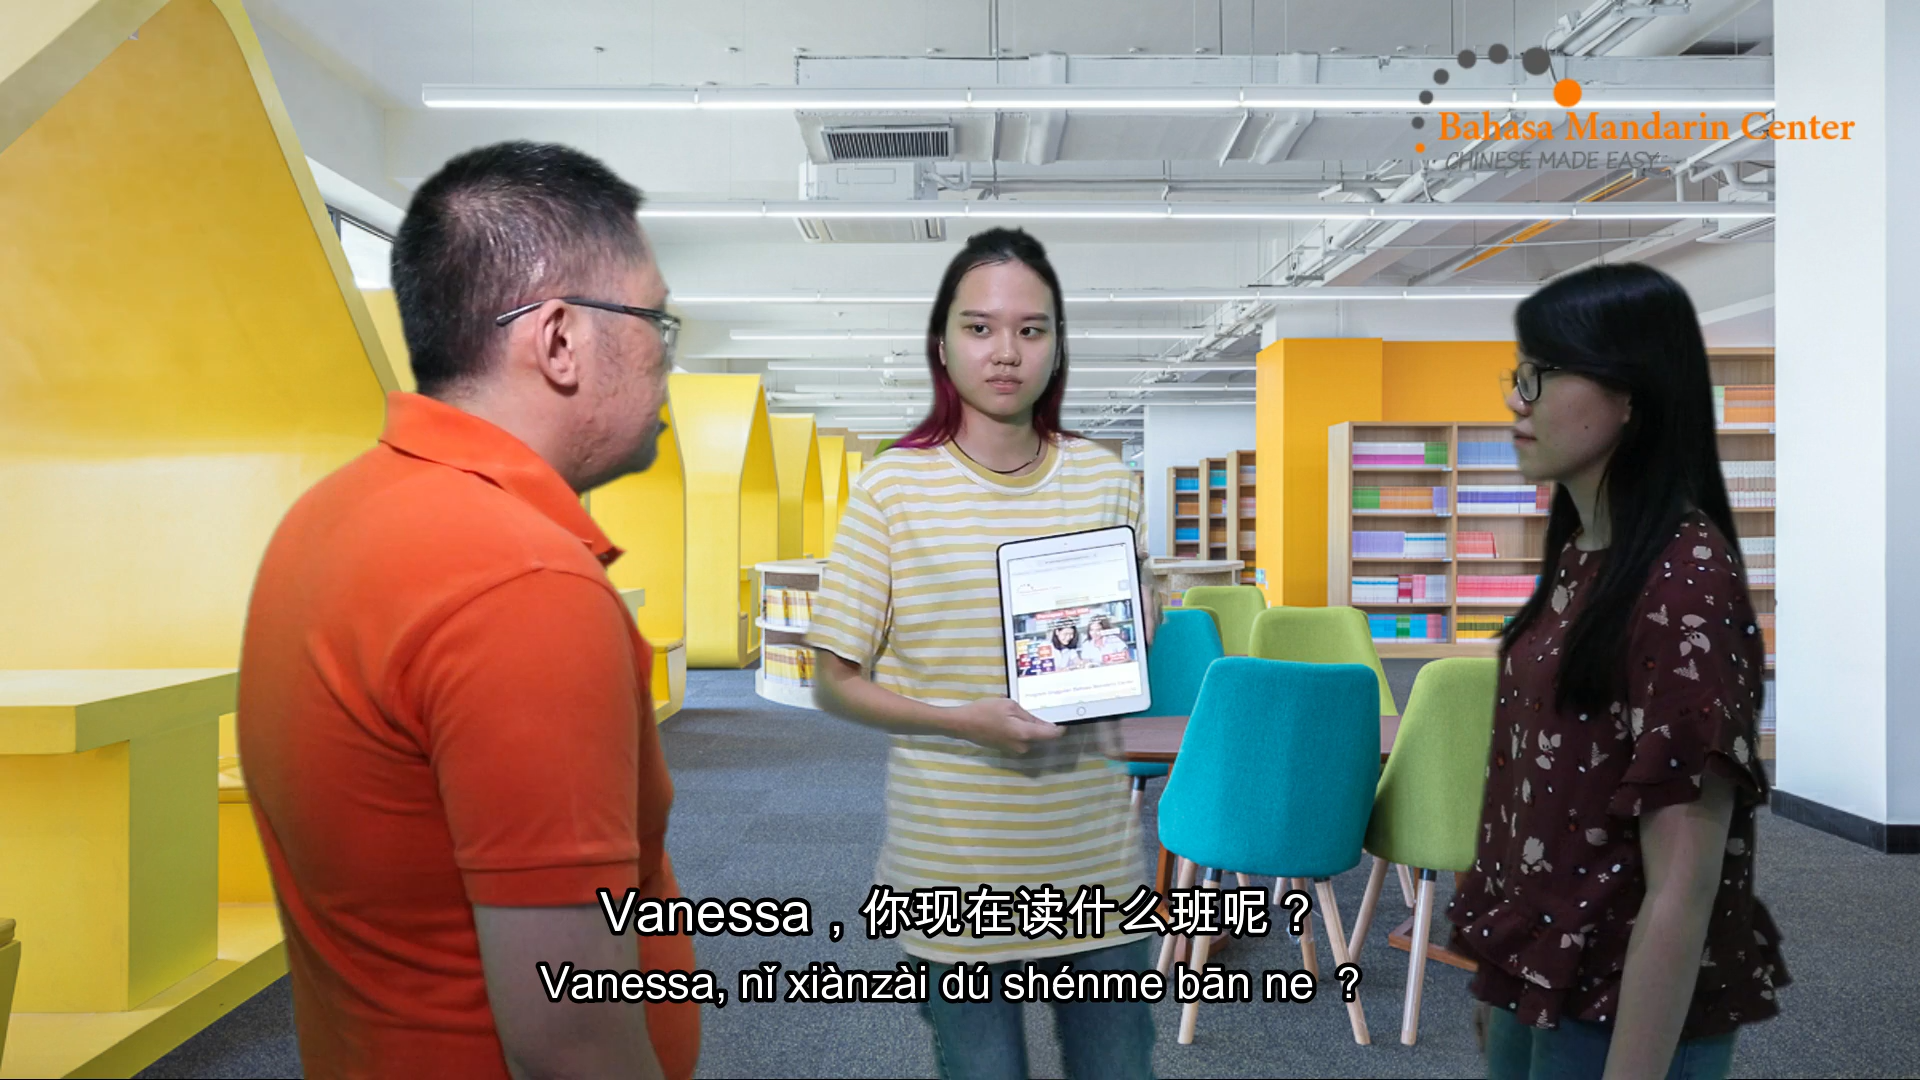 Bahasa Mandarin Center
CHINESE MADE EASY
Vanessa，你现在读什么班呢？
Vanessa, nǐ xiànzài dú shénme bān ne ？